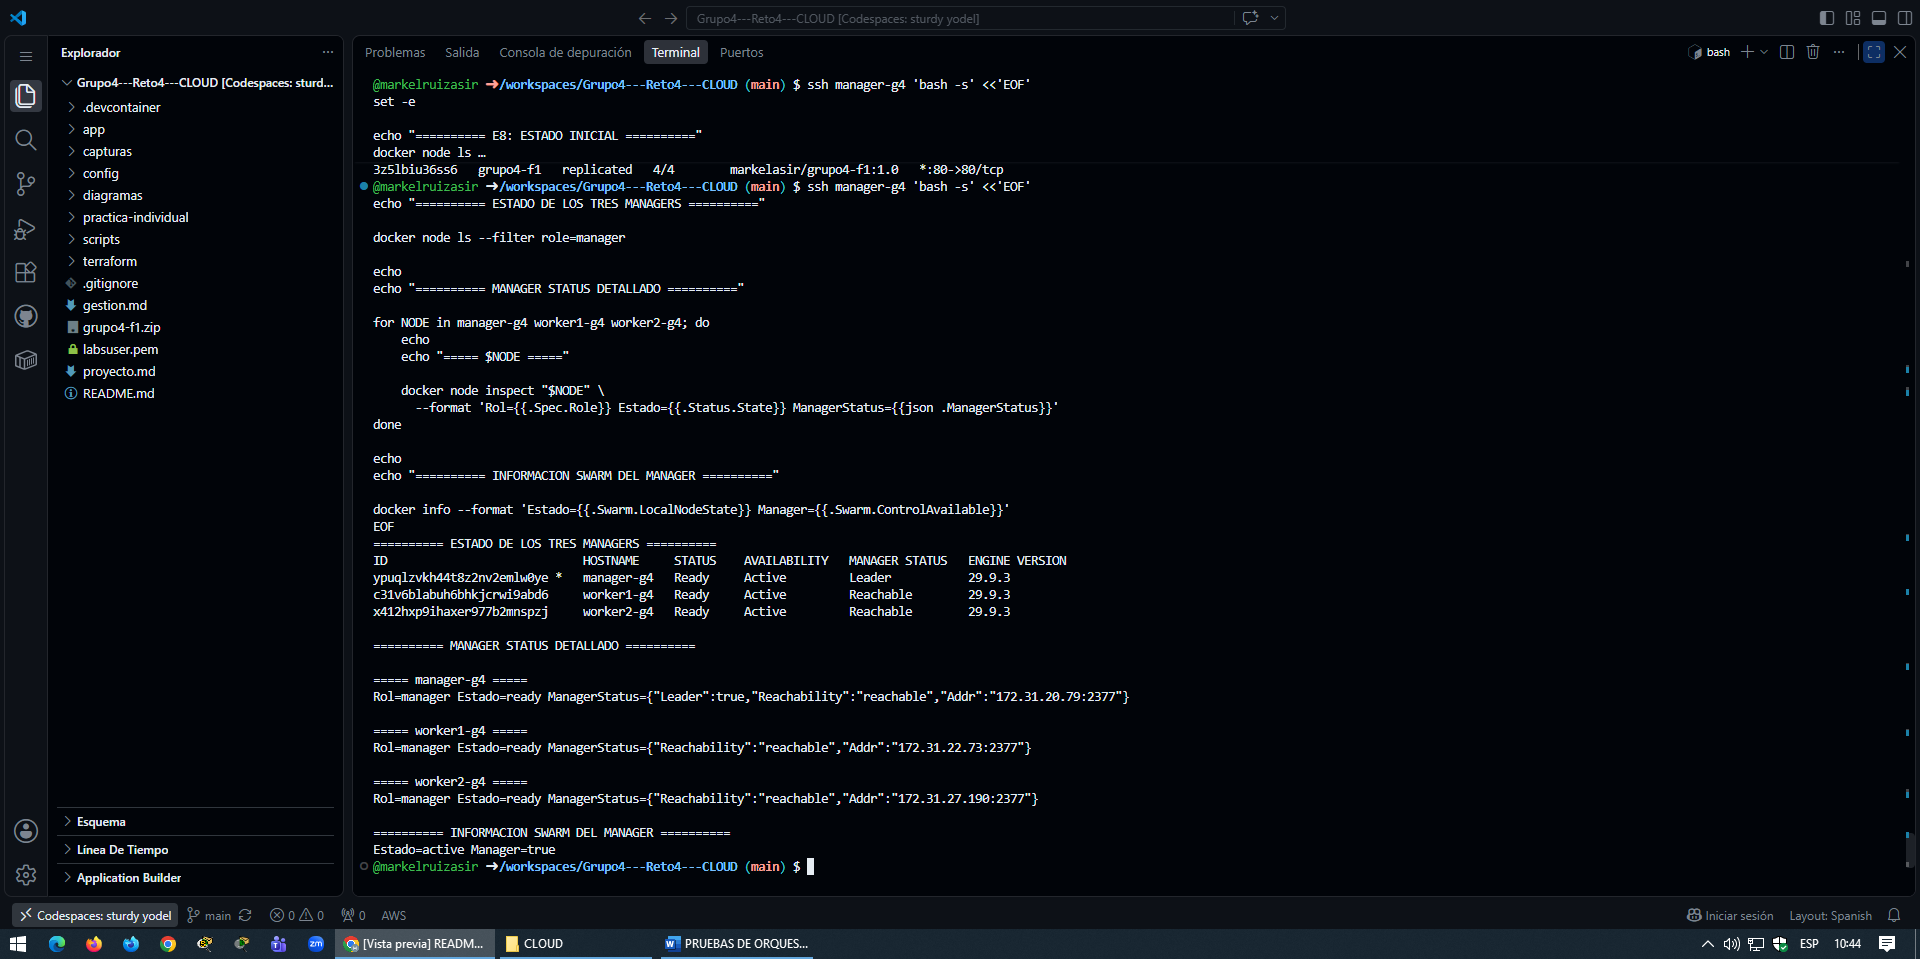 Grupo4---Reto4---CLOUD [Codespaces: sturdy yodel]
Explorador
Grupo4---Reto4---CLOUD [Codespaces: sturd...
.devcontainer
app
capturas
config
diagramas
practica-individual
scripts
terraform
.gitignore
gestion.md
grupo4-f1.zip
labsuser.pem
proyecto.md
README.md
Esquema
Línea De Tiempo
Application Builder
Problemas Salida Consola de depuración Terminal Puertos
bash
@markelruizasir ➜/workspaces/Grupo4---Reto4---CLOUD (main) $ ssh manager-g4 'bash -s' <<'EOF'
set -e
echo "========== E8: ESTADO INICIAL =========="
docker node ls …
3z5lbiu36ss6 grupo4-f1 replicated 4/4 markelasir/grupo4-f1:1.0 *:80->80/tcp
@markelruizasir ➜/workspaces/Grupo4---Reto4---CLOUD (main) $ ssh manager-g4 'bash -s' <<'EOF'
echo "========== ESTADO DE LOS TRES MANAGERS =========="
docker node ls --filter role=manager
echo
echo "========== MANAGER STATUS DETALLADO =========="
for NODE in manager-g4 worker1-g4 worker2-g4; do
echo
echo "===== $NODE ====="
docker node inspect "$NODE" \
--format 'Rol={{.Spec.Role}} Estado={{.Status.State}} ManagerStatus={{json .ManagerStatus}}'
done
echo
echo "========== INFORMACION SWARM DEL MANAGER =========="
docker info --format 'Estado={{.Swarm.LocalNodeState}} Manager={{.Swarm.ControlAvailable}}'
EOF
========== ESTADO DE LOS TRES MANAGERS ==========
ID HOSTNAME STATUS AVAILABILITY MANAGER STATUS ENGINE VERSION
ypuqlzvkh44t8z2nv2emlw0ye * manager-g4 Ready Active Leader 29.9.3
c31v6blabuh6bhkjcrwi9abd6 worker1-g4 Ready Active Reachable 29.9.3
x412hxp9ihaxer977b2mnspzj worker2-g4 Ready Active Reachable 29.9.3
========== MANAGER STATUS DETALLADO ==========
===== manager-g4 =====
Rol=manager Estado=ready ManagerStatus={"Leader":true,"Reachability":"reachable","Addr":"172.31.20.79:2377"}
===== worker1-g4 =====
Rol=manager Estado=ready ManagerStatus={"Reachability":"reachable","Addr":"172.31.22.73:2377"}
===== worker2-g4 =====
Rol=manager Estado=ready ManagerStatus={"Reachability":"reachable","Addr":"172.31.27.190:2377"}
========== INFORMACION SWARM DEL MANAGER ==========
Estado=active Manager=true
@markelruizasir ➜/workspaces/Grupo4---Reto4---CLOUD (main) $
Codespaces: sturdy yodel main 0 0 0 AWS
Iniciar sesión Layout: Spanish
[Vista previa] READM... CLOUD PRUEBAS DE ORQUES...
ESP 10:44